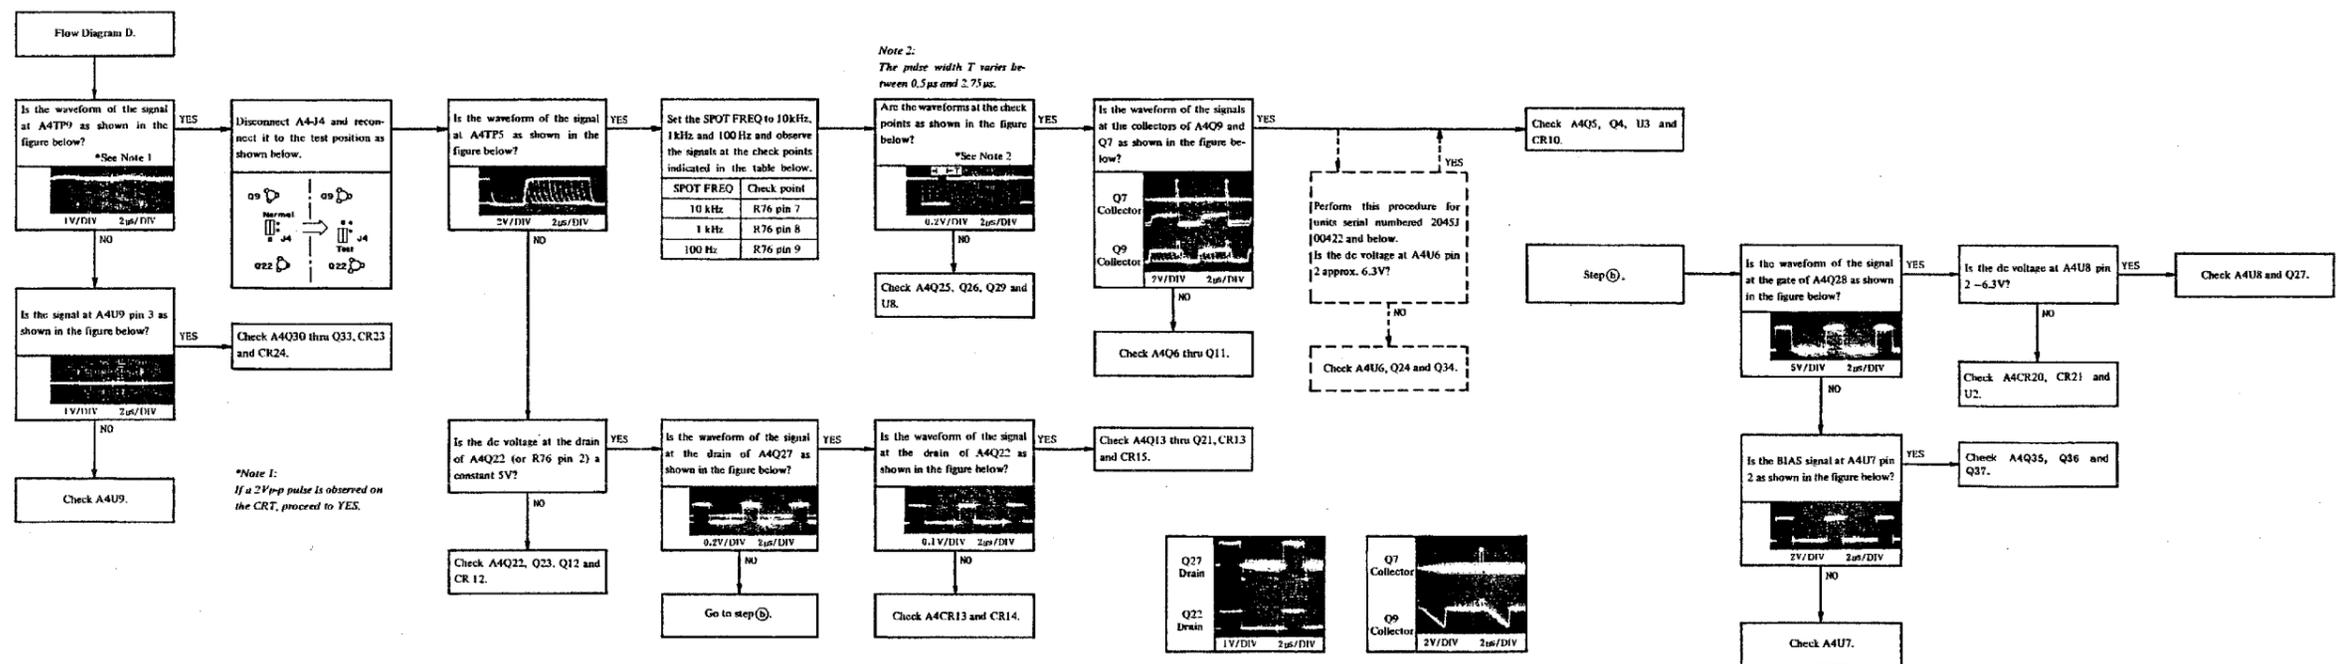 Flow Diagram D.
Is the waveform of the signal
at A4TP9 as shown in the
figure below?
*See Note 1
1V/DIV 2µs/DIV
YES
NO
Is the signal at A4U9 pin 3 as
shown in the figure below?
1V/DIV 2µs/DIV
YES
NO
Check A4U9.
Disconnect A4-J4 and recon-
nect it to the test position as
shown below.
Q9 Q9
Normal
J4 J4
Test
Q22 Q22
Check A4Q30 thru Q33, CR23
and CR24.
*Note 1:
If a 2Vp-p pulse is observed on
the CRT, proceed to YES.
Is the waveform of the signal
at A4TP5 as shown in the
figure below?
2V/DIV 2µs/DIV
YES
NO
Is the dc voltage at the drain
of A4Q22 (or R76 pin 2) a
constant 5V?
YES
NO
Check A4Q22, Q23, Q12 and
CR 12.
Set the SPOT FREQ to 10kHz,
1kHz and 100 Hz and observe
the signals at the check points
indicated in the table below.
SPOT FREQ Check point
10 kHz R76 pin 7
1 kHz R76 pin 8
100 Hz R76 pin 9
Is the waveform of the signal
at the drain of A4Q27 as
shown in the figure below?
0.2V/DIV 2µs/DIV
YES
NO
Go to step ⓑ.
Note 2:
The pulse width T varies be-
tween 0.5µs and 2.75µs.
Are the waveforms at the check
points as shown in the figure
below?
*See Note 2
T
0.2V/DIV 2µs/DIV
YES
NO
Check A4Q25, Q26, Q29 and
U8.
Is the waveform of the signal
at the drain of A4Q22 as
shown in the figure below?
0.1V/DIV 2µs/DIV
YES
NO
Check A4CR13 and CR14.
Is the waveform of the signals
at the collectors of A4Q9 and
Q7 as shown in the figure be-
low?
Q7
Collector
Q9
Collector
2V/DIV 2µs/DIV
YES
NO
Check A4Q6 thru Q11.
Check A4Q13 thru Q21, CR13
and CR15.
Q27
Drain
Q22
Drain
1V/DIV 2µs/DIV
Q7
Collector
Q9
Collector
2V/DIV 2µs/DIV
YES
Perform this procedure for
units serial numbered 2045J
00422 and below.
Is the dc voltage at A4U6 pin
2 approx. 6.3V?
NO
Check A4U6, Q24 and Q34.
Check A4Q5, Q4, U3 and
CR10.
Step ⓑ.
Is the waveform of the signal
at the gate of A4Q28 as shown
in the figure below?
5V/DIV 2µs/DIV
YES
NO
Is the BIAS signal at A4U7 pin
2 as shown in the figure below?
2V/DIV 2µs/DIV
YES
NO
Check A4U7.
Is the dc voltage at A4U8 pin
2 −6.3V?
YES
NO
Check A4CR20, CR21 and
U2.
Check A4Q35, Q36 and
Q37.
Check A4U8 and Q27.